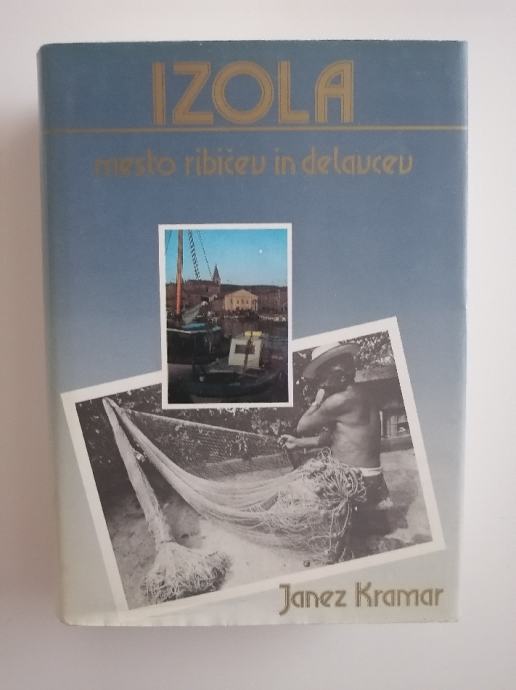 IZOLA
mesto ribičev in delavcev
Janez Kramar